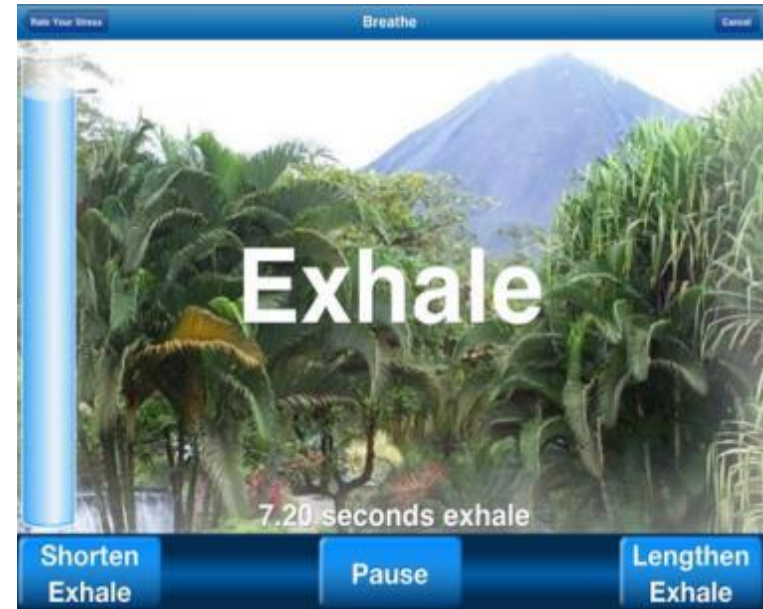 Rate Your Stress
Breathe
Cancel
Exhale
7.20 seconds exhale
Shorten
Exhale
Pause
Lengthen
Exhale